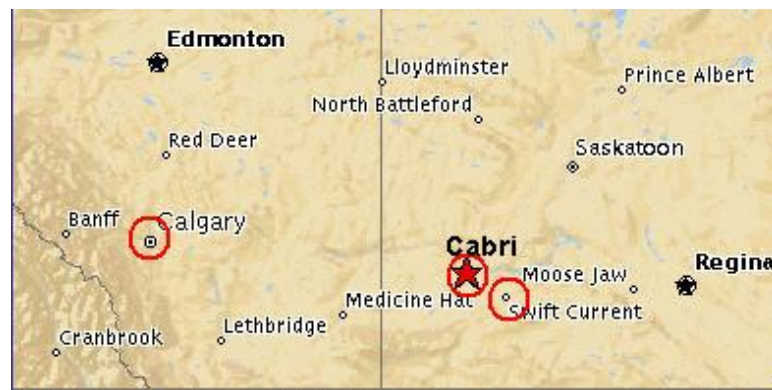 Edmonton
Lloydminster
Prince Albert
North Battleford
Red Deer
Saskatoon
Banff
Calgary
Cabri
Regina
Moose Jaw
Medicine Hat
Swift Current
Lethbridge
Cranbrook